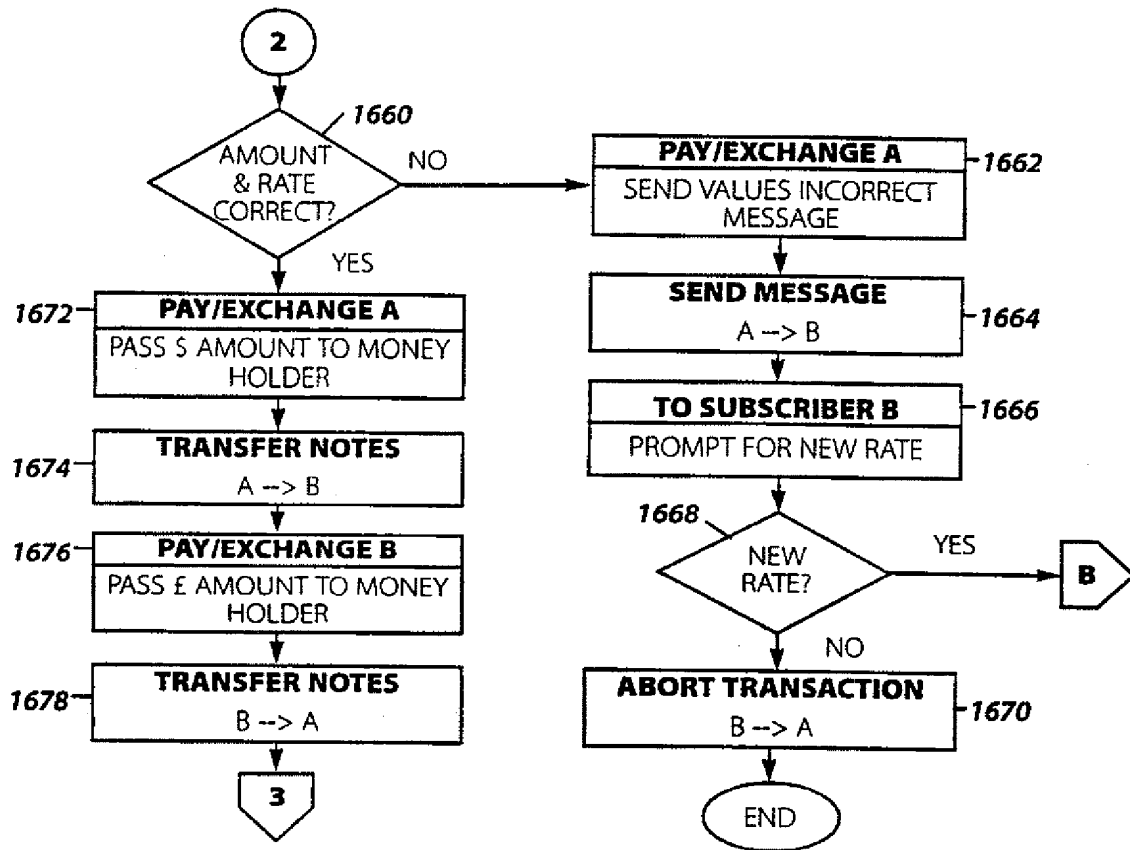 2
1660
AMOUNT
& RATE
CORRECT?
NO
YES
1672
PAY/EXCHANGE A
PASS $ AMOUNT TO MONEY
HOLDER
1674
TRANSFER NOTES
A --> B
1676
PAY/EXCHANGE B
PASS £ AMOUNT TO MONEY
HOLDER
1678
TRANSFER NOTES
B --> A
3
PAY/EXCHANGE A
1662
SEND VALUES INCORRECT
MESSAGE
SEND MESSAGE
1664
A --> B
TO SUBSCRIBER B
1666
PROMPT FOR NEW RATE
1668
NEW
RATE?
YES
B
NO
ABORT TRANSACTION
1670
B --> A
END